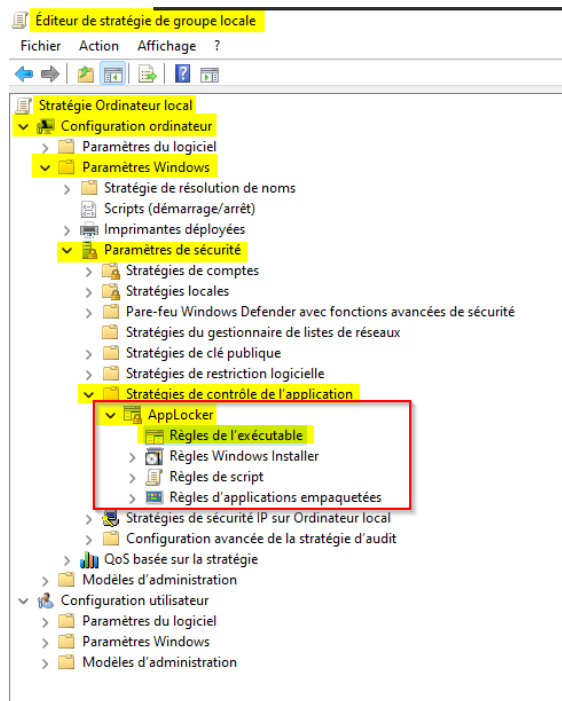 Éditeur de stratégie de groupe locale
Fichier Action Affichage ?
Stratégie Ordinateur local
Configuration ordinateur
Paramètres du logiciel
Paramètres Windows
Stratégie de résolution de noms
Scripts (démarrage/arrêt)
Imprimantes déployées
Paramètres de sécurité
Stratégies de comptes
Stratégies locales
Pare-feu Windows Defender avec fonctions avancées de sécurité
Stratégies du gestionnaire de listes de réseaux
Stratégies de clé publique
Stratégies de restriction logicielle
Stratégies de contrôle de l'application
AppLocker
Règles de l'exécutable
Règles Windows Installer
Règles de script
Règles d'applications empaquetées
Stratégies de sécurité IP sur Ordinateur local
Configuration avancée de la stratégie d'audit
QoS basée sur la stratégie
Modèles d'administration
Configuration utilisateur
Paramètres du logiciel
Paramètres Windows
Modèles d'administration